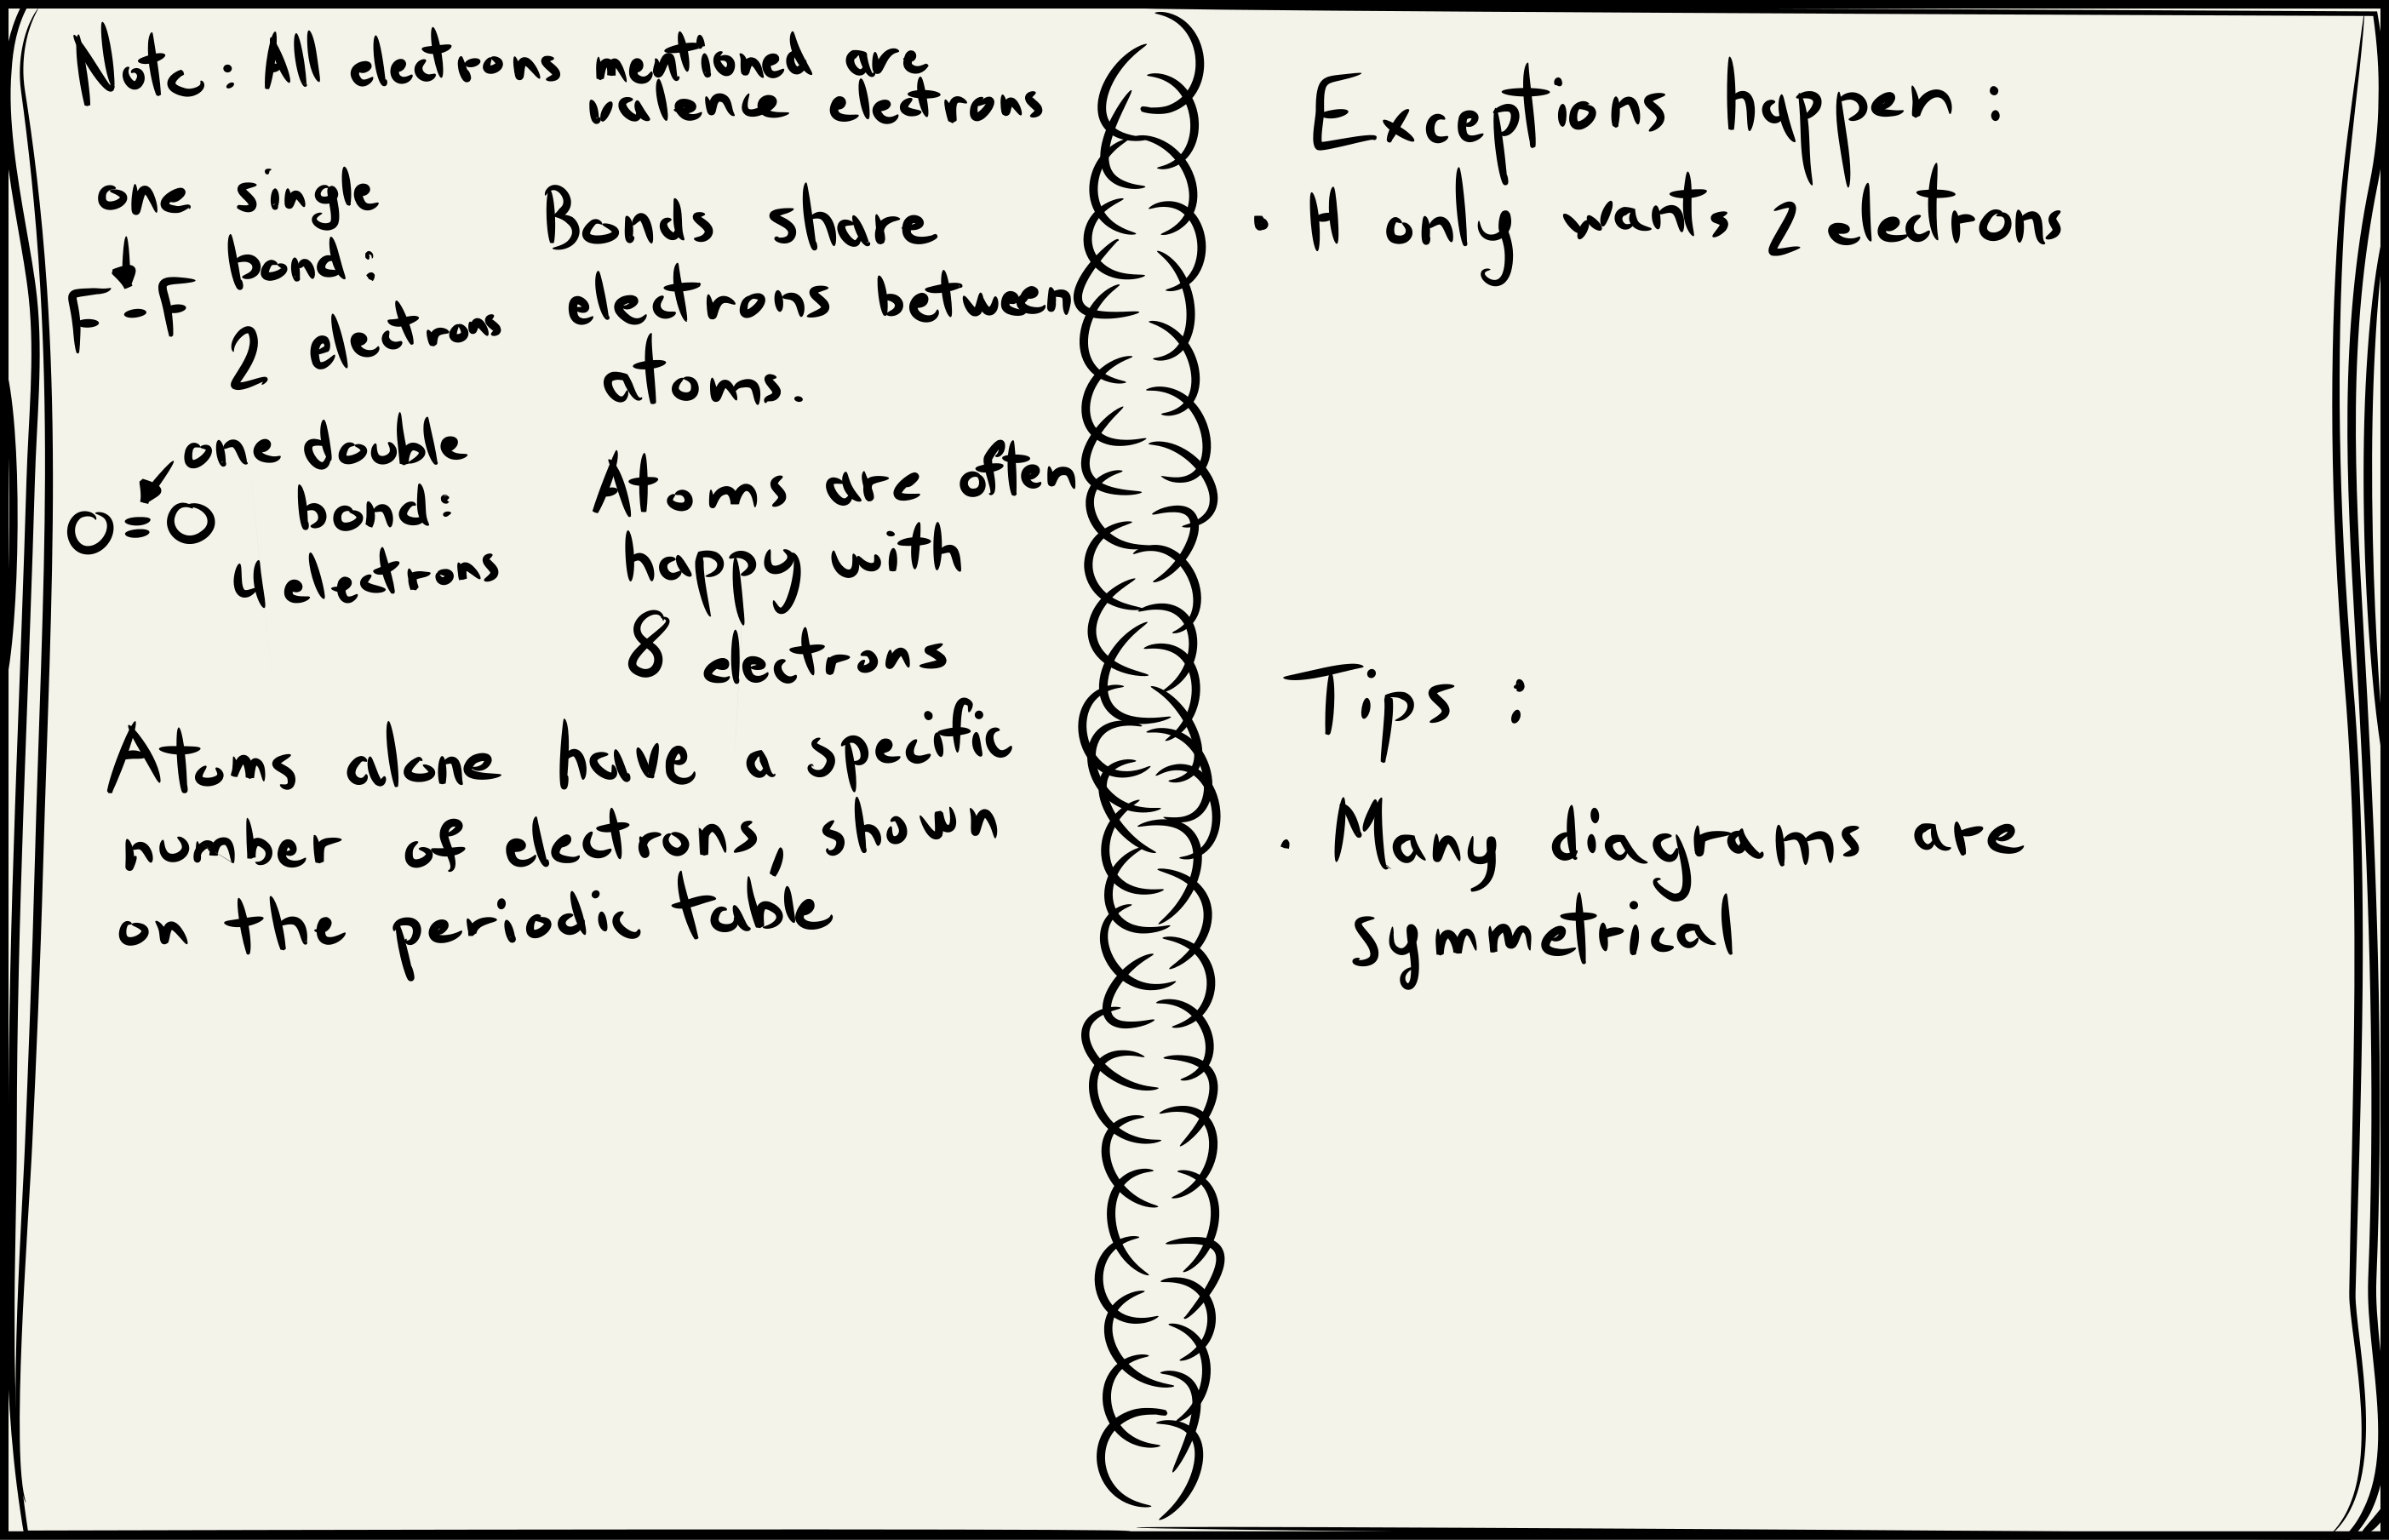 Note: All electrons mentioned are
valence electrons
one single
bond:
F-F
2 electrons
Bonds share
electrons between
atoms.
one double
bond:
O=O
4 electrons
Atoms are often
happy with
8 electrons
Atoms alone have a specific
number of electrons, shown
on the periodic table
Exceptions happen:
· H only wants 2 electrons
Tips:
· Many diagrams are
symmetrical